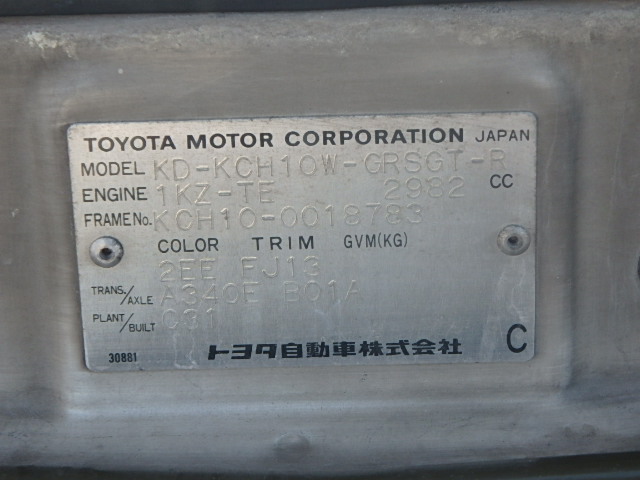 TOYOTA MOTOR CORPORATION JAPAN
MODEL KD-KCH10W-GRSGT-R
ENGINE 1KZ-TE 2982 CC
FRAME No. KCH10-0018783
COLOR TRIM GVM(KG)
2EE FJ13
TRANS./AXLE A340E B01A
PLANT/BUILT C31
30881 トヨタ自動車株式会社 C